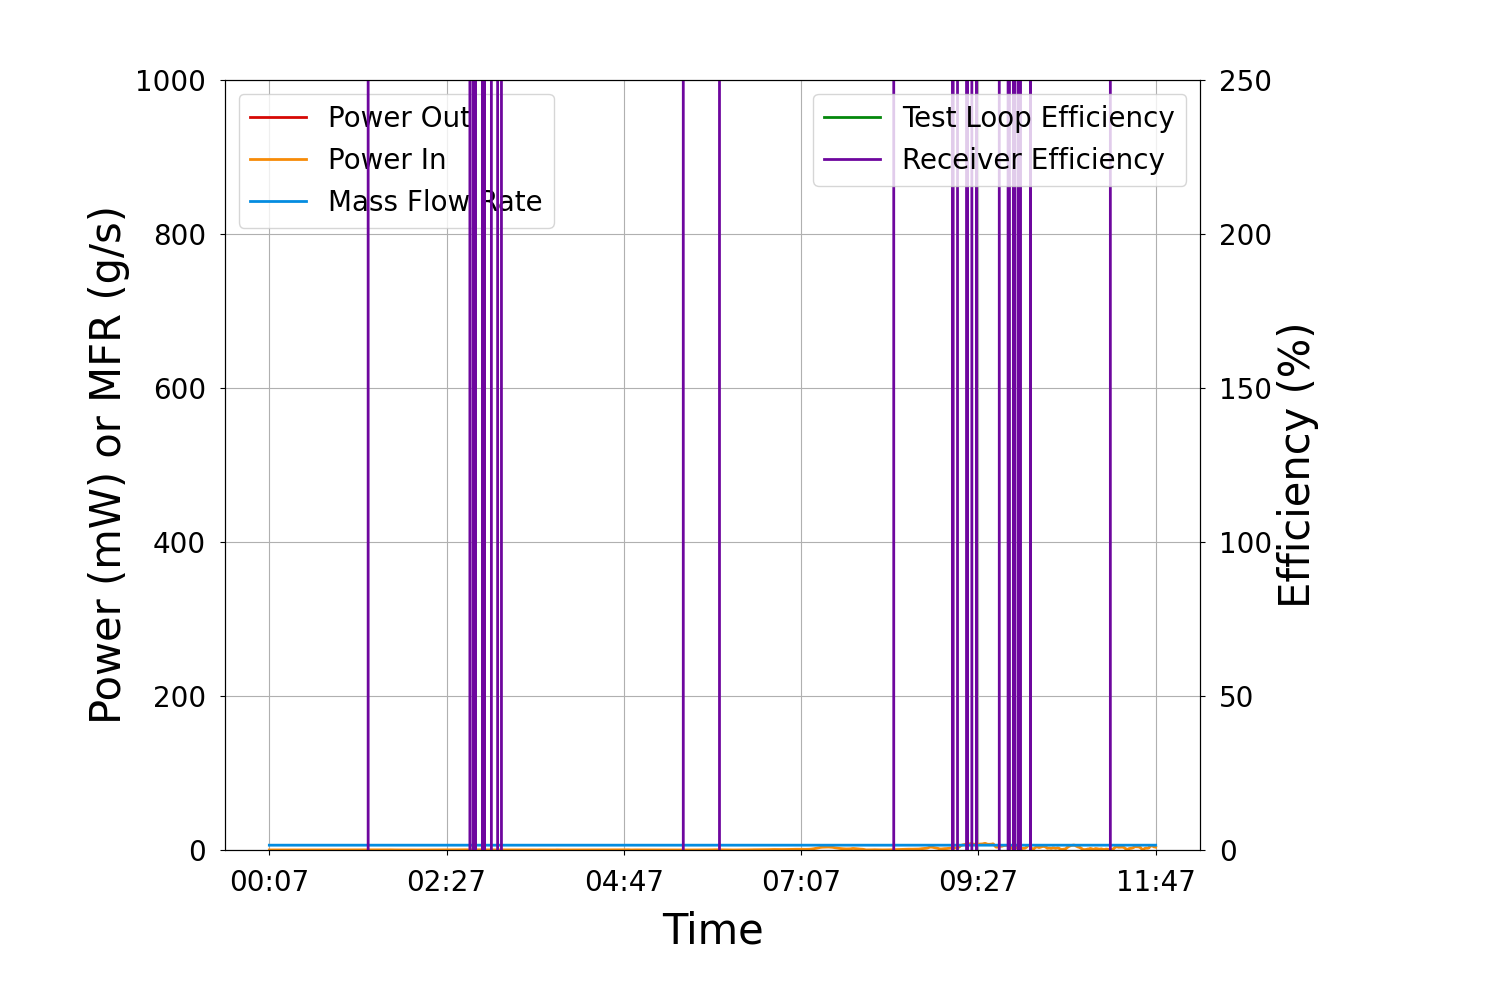 1000
800
600
400
200
0
Power (mW) or MFR (g/s)
Power Out
Power In
Mass Flow Rate
Test Loop Efficiency
Receiver Efficiency
250
200
150
100
50
0
Efficiency (%)
00:07 02:27 04:47 07:07 09:27 11:47
Time